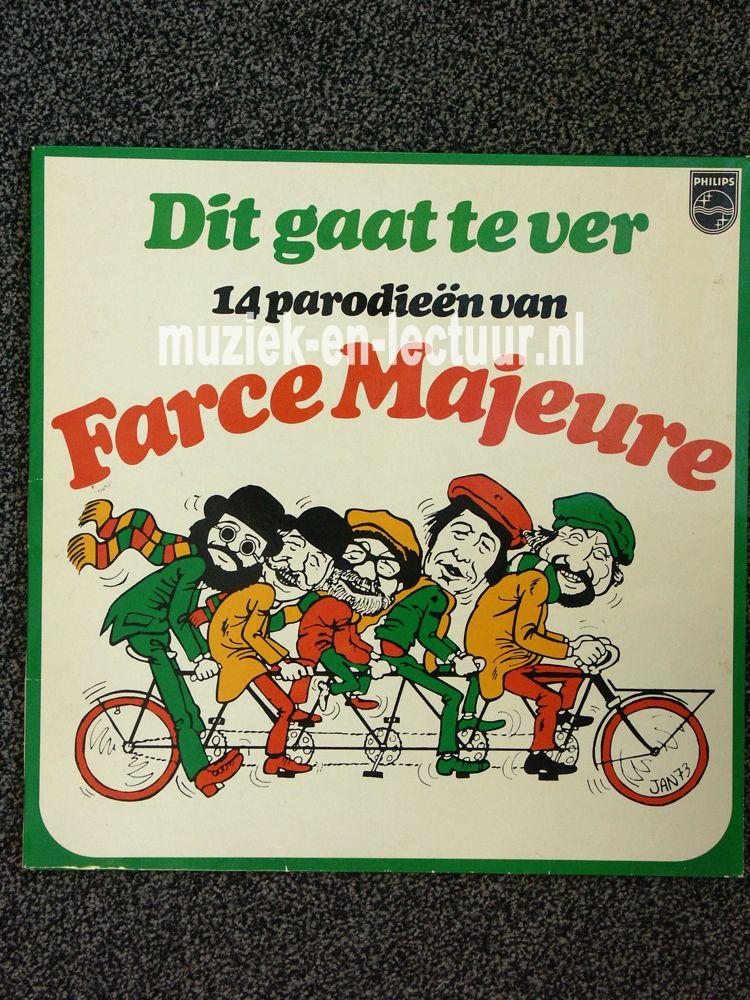 PHILIPS
Dit gaat te ver
14 parodieën van
muziek-en-lectuur.nl
Farce Majeure
JAN 73